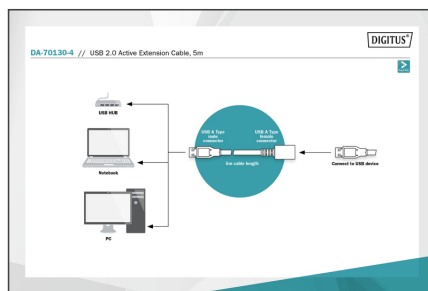 DIGITUS®
DA-70130-4 // USB 2.0 Active Extension Cable, 5m
USB HUB
USB A Type
male
connector
USB A Type
female
connector
5m cable length
Notebook
Connect to USB device
PC